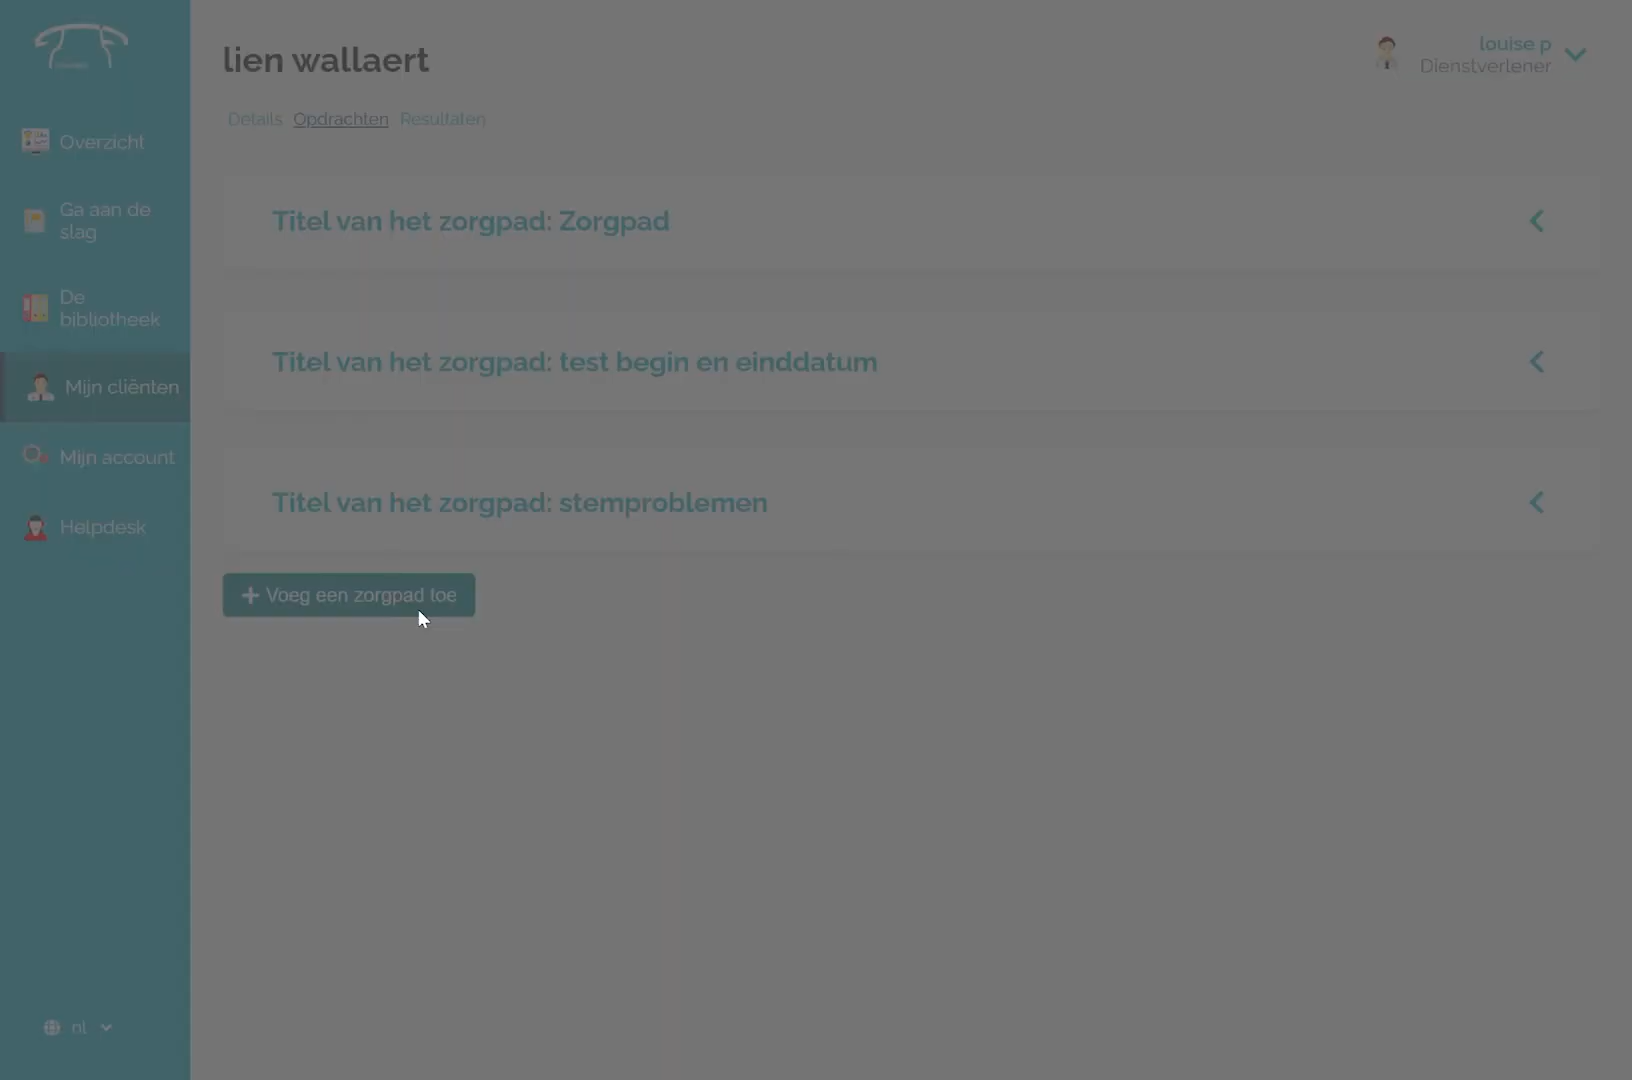 lien wallaert
louise p
Dienstverlener
Details Opdrachten Resultaten
Overzicht
Ga aan de
slag
De
bibliotheek
Mijn cliënten
Mijn account
Helpdesk
nl
Titel van het zorgpad: Zorgpad
Titel van het zorgpad: test begin en einddatum
Titel van het zorgpad: stemproblemen
Voeg een zorgpad toe